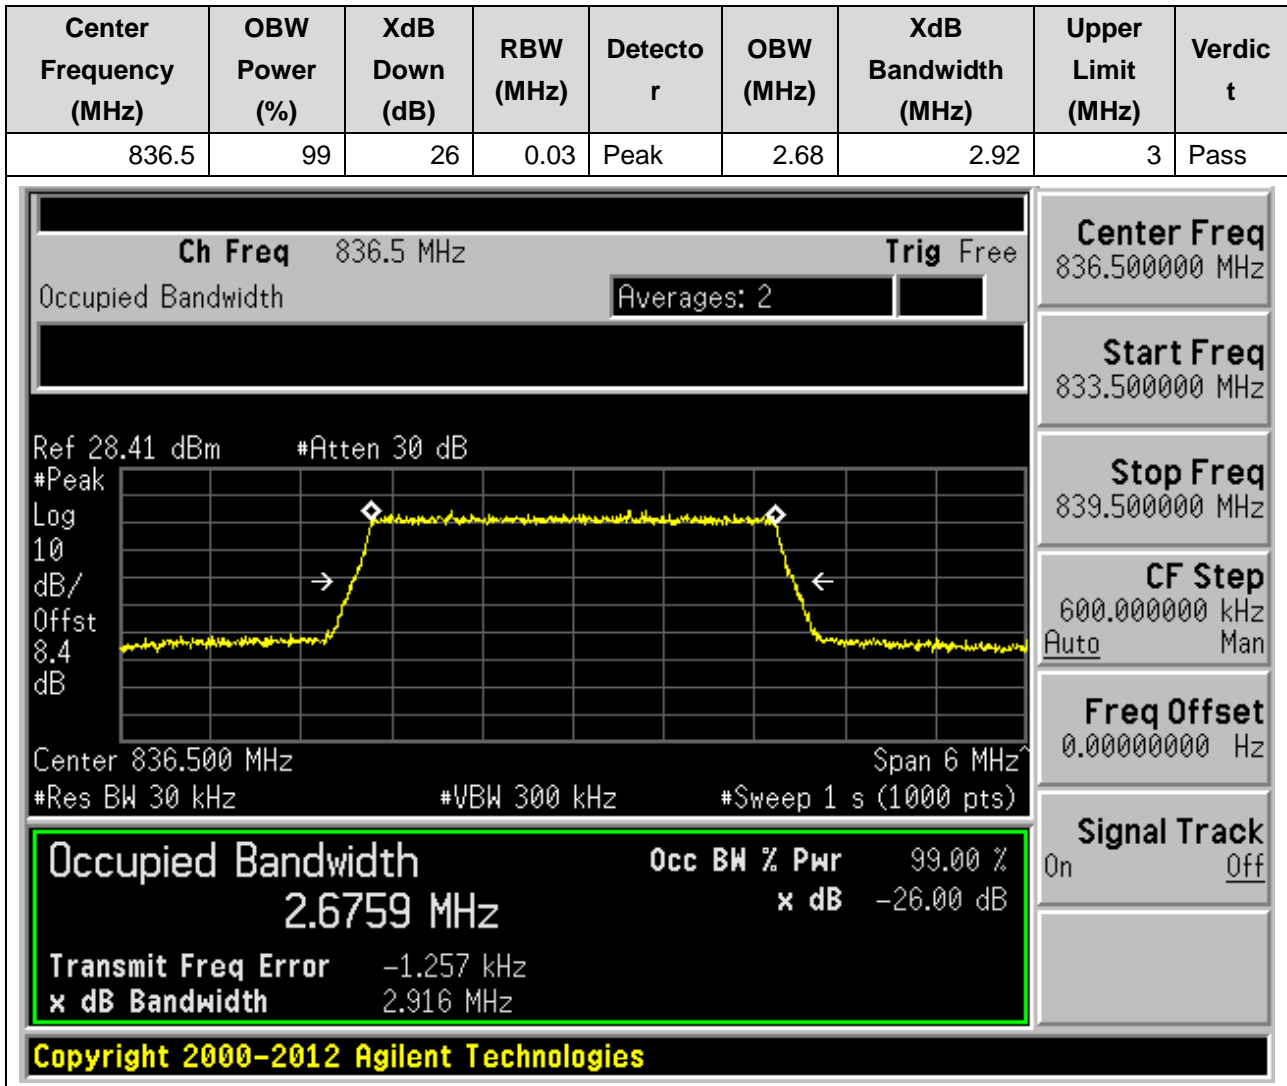 Center Frequency (MHz) OBW Power (%) XdB Down (dB) RBW (MHz) Detecto r OBW (MHz) XdB Bandwidth (MHz) Upper Limit (MHz) Verdic t
836.5 99 26 0.03 Peak 2.68 2.92 3 Pass
Ch Freq 836.5 MHz Trig Free
Occupied Bandwidth Averages: 2
Ref 28.41 dBm #Atten 30 dB
#Peak
Log
10
dB/
Offst
8.4
dB
Center 836.500 MHz Span 6 MHz^
#Res BW 30 kHz #VBW 300 kHz #Sweep 1 s (1000 pts)
Occupied Bandwidth Occ BW % Pwr 99.00 %
2.6759 MHz x dB -26.00 dB
Transmit Freq Error -1.257 kHz
x dB Bandwidth 2.916 MHz
Copyright 2000-2012 Agilent Technologies
Center Freq
836.500000 MHz
Start Freq
833.500000 MHz
Stop Freq
839.500000 MHz
CF Step
600.000000 kHz
Auto Man
Freq Offset
0.00000000 Hz
Signal Track
On Off